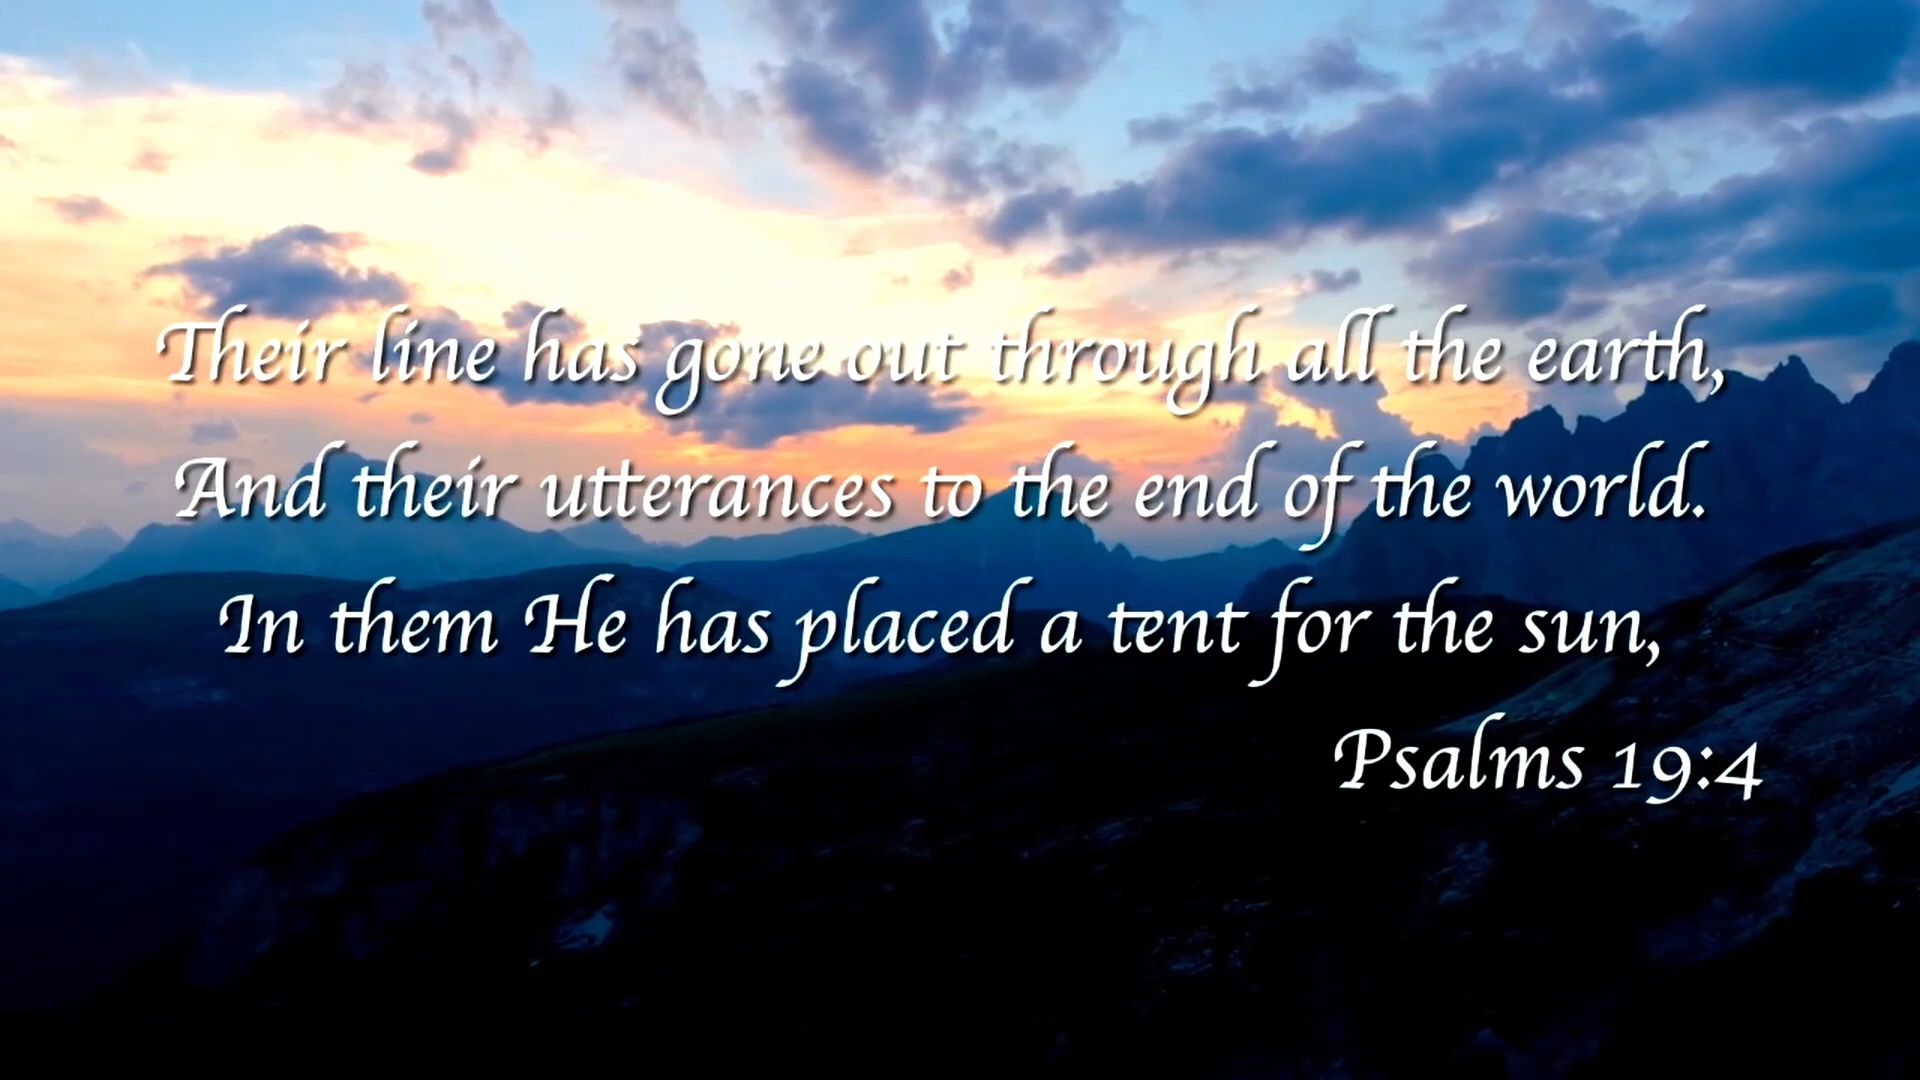 Their line has gone out through all the earth,
And their utterances to the end of the world.
In them He has placed a tent for the sun,
Psalms 19:4